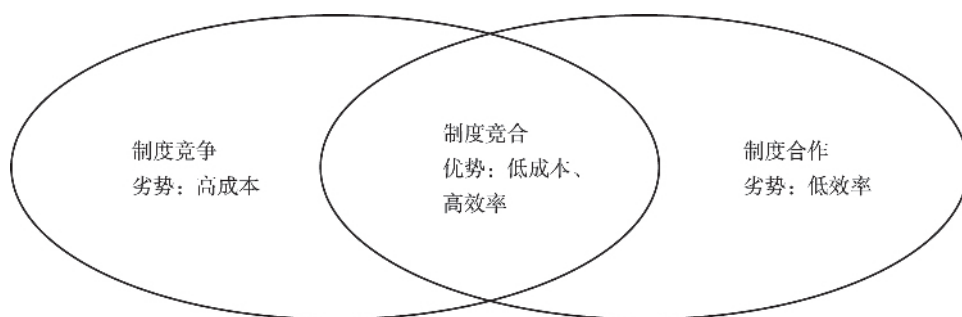 制度竞争
劣势：高成本
制度竞合
优势：低成本、
高效率
制度合作
劣势：低效率